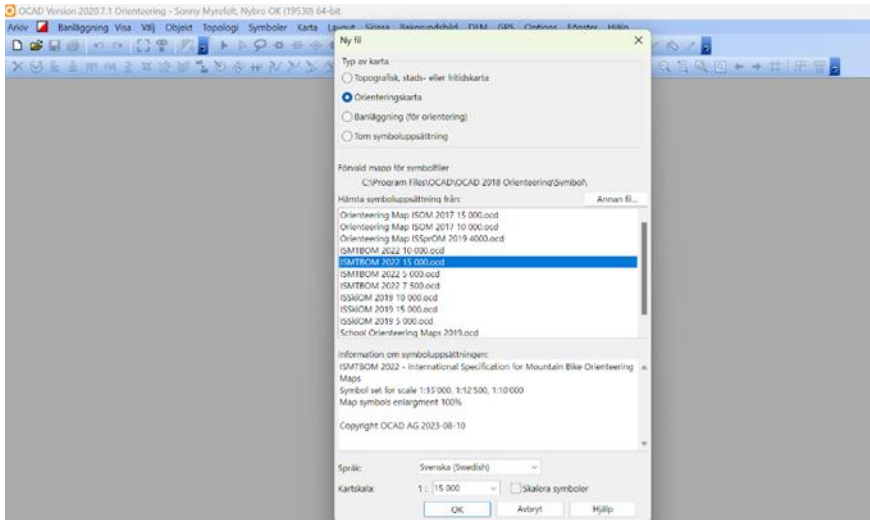 OCAD Version 2020.7.1 Orienteering - Sonny Myrefelt, Nybro OK (19530) 64-bit
Arkiv Banläggning Visa Välj Objekt Topologi Symboler Karta Layout Skissa Bakgrundsbild DEM GPS Options Fönster Hjälp
Ny fil
Typ av karta
Topografisk, stads- eller fritidskarta
Orienteringskarta
Banläggning (för orientering)
Tom symboluppsättning
Förvald mapp för symbolfiler
C:\Program Files\OCAD\OCAD 2018 Orienteering\Symbol\
Hämta symboluppsättning från:
Annan fil...
Orienteering Map ISOM 2017 15 000.ocd
Orienteering Map ISOM 2017 10 000.ocd
Orienteering Map ISSprOM 2019 4000.ocd
ISMTBOM 2022 10 000.ocd
ISMTBOM 2022 15 000.ocd
ISMTBOM 2022 5 000.ocd
ISMTBOM 2022 7 500.ocd
ISSkiOM 2019 10 000.ocd
ISSkiOM 2019 15 000.ocd
ISSkiOM 2019 5 000.ocd
School Orienteering Maps 2019.ocd
Information om symboluppsättningen:
ISMTBOM 2022 - International Specification for Mountain Bike Orienteering
Maps
Symbol set for scale 1:15'000, 1:12'500, 1:10'000
Map symbols enlargment 100%
Copyright OCAD AG 2023-08-10
Språk: Svenska (Swedish)
Kartskala: 1 : 15 000 Skalera symboler
OK Avbryt Hjälp